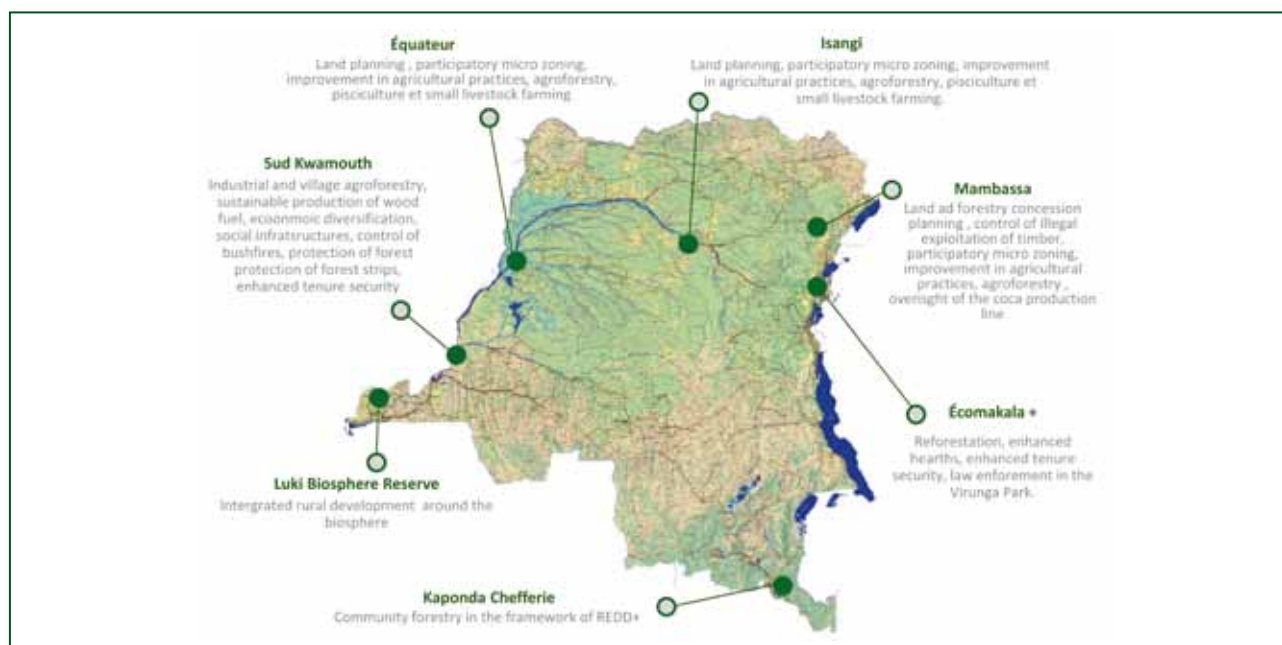 Équateur
Land planning , participatory micro zoning,
improvement in agricultural practices, agroforestry,
pisciculture et small livestock farming
Isangi
Land planning, participatory micro zoning, improvement
in agricultural practices, agroforestry, pisciculture et
small livestock farming.
Sud Kwamouth
Industrial and village agroforestry,
sustainable production of wood
fuel, ecoonmoic diversification,
social infratsructures, control of
bushfires, protection of forest
protection of forest strips,
enhanced tenure security
Mambassa
Land ad forestry concession
planning , control of illegal
exploitation of timber,
participatory micro zoning,
improvement in agricultural
practices, agroforestry ,
overisght of the coca production
line
Écomakala +
Reforestation, enhanced
hearths, enhanced tenure
security, law enforement in the
Virunga Park.
Luki Biosphere Reserve
Intergrated rural development around the
biosphere
Kaponda Chefferie
Community forestry in the framework of REDD+